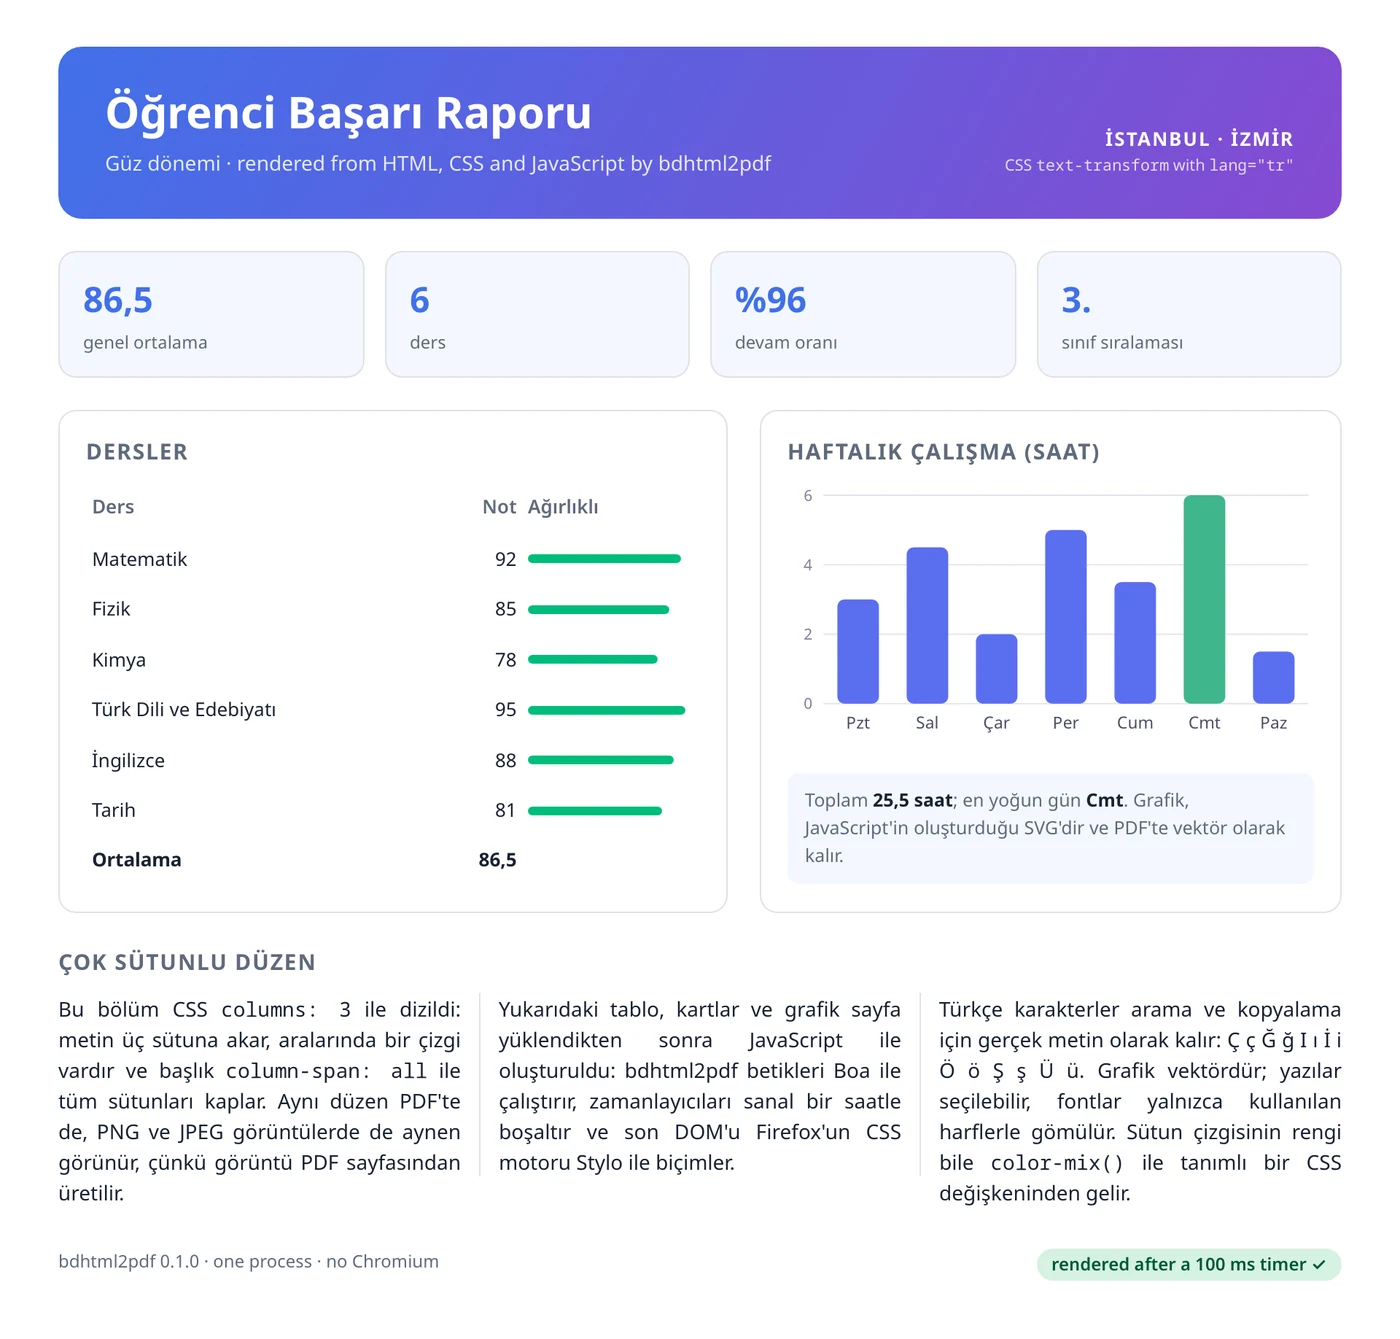 Öğrenci Başarı Raporu
Güz dönemi · rendered from HTML, CSS and JavaScript by bdhtml2pdf
İSTANBUL · İZMİR
CSS text-transform with lang="tr"
86,5
genel ortalama
6
ders
%96
devam oranı
3.
sınıf sıralaması
DERSLER
Ders Not Ağırlıklı
Matematik 92
Fizik 85
Kimya 78
Türk Dili ve Edebiyatı 95
İngilizce 88
Tarih 81
Ortalama 86,5
HAFTALIK ÇALIŞMA (SAAT)
6
4
2
0
Pzt Sal Çar Per Cum Cmt Paz
Toplam 25,5 saat; en yoğun gün Cmt. Grafik,
JavaScript'in oluşturduğu SVG'dir ve PDF'te vektör olarak
kalır.
ÇOK SÜTUNLU DÜZEN
Bu bölüm CSS columns: 3 ile dizildi:
metin üç sütuna akar, aralarında bir çizgi
vardır ve başlık column-span: all ile
tüm sütunları kaplar. Aynı düzen PDF'te
de, PNG ve JPEG görüntülerde de aynen
görünür, çünkü görüntü PDF sayfasından
üretilir.
Yukarıdaki tablo, kartlar ve grafik sayfa
yüklendikten sonra JavaScript ile
oluşturuldu: bdhtml2pdf betikleri Boa ile
çalıştırır, zamanlayıcıları sanal bir saatle
boşaltır ve son DOM'u Firefox'un CSS
motoru Stylo ile biçimler.
Türkçe karakterler arama ve kopyalama
için gerçek metin olarak kalır: Ç ç Ğ ğ I ı İ i
Ö ö Ş ş Ü ü. Grafik vektördür; yazılar
seçilebilir, fontlar yalnızca kullanılan
harflerle gömülür. Sütun çizgisinin rengi
bile color-mix() ile tanımlı bir CSS
değişkeninden gelir.
bdhtml2pdf 0.1.0 · one process · no Chromium
rendered after a 100 ms timer ✓